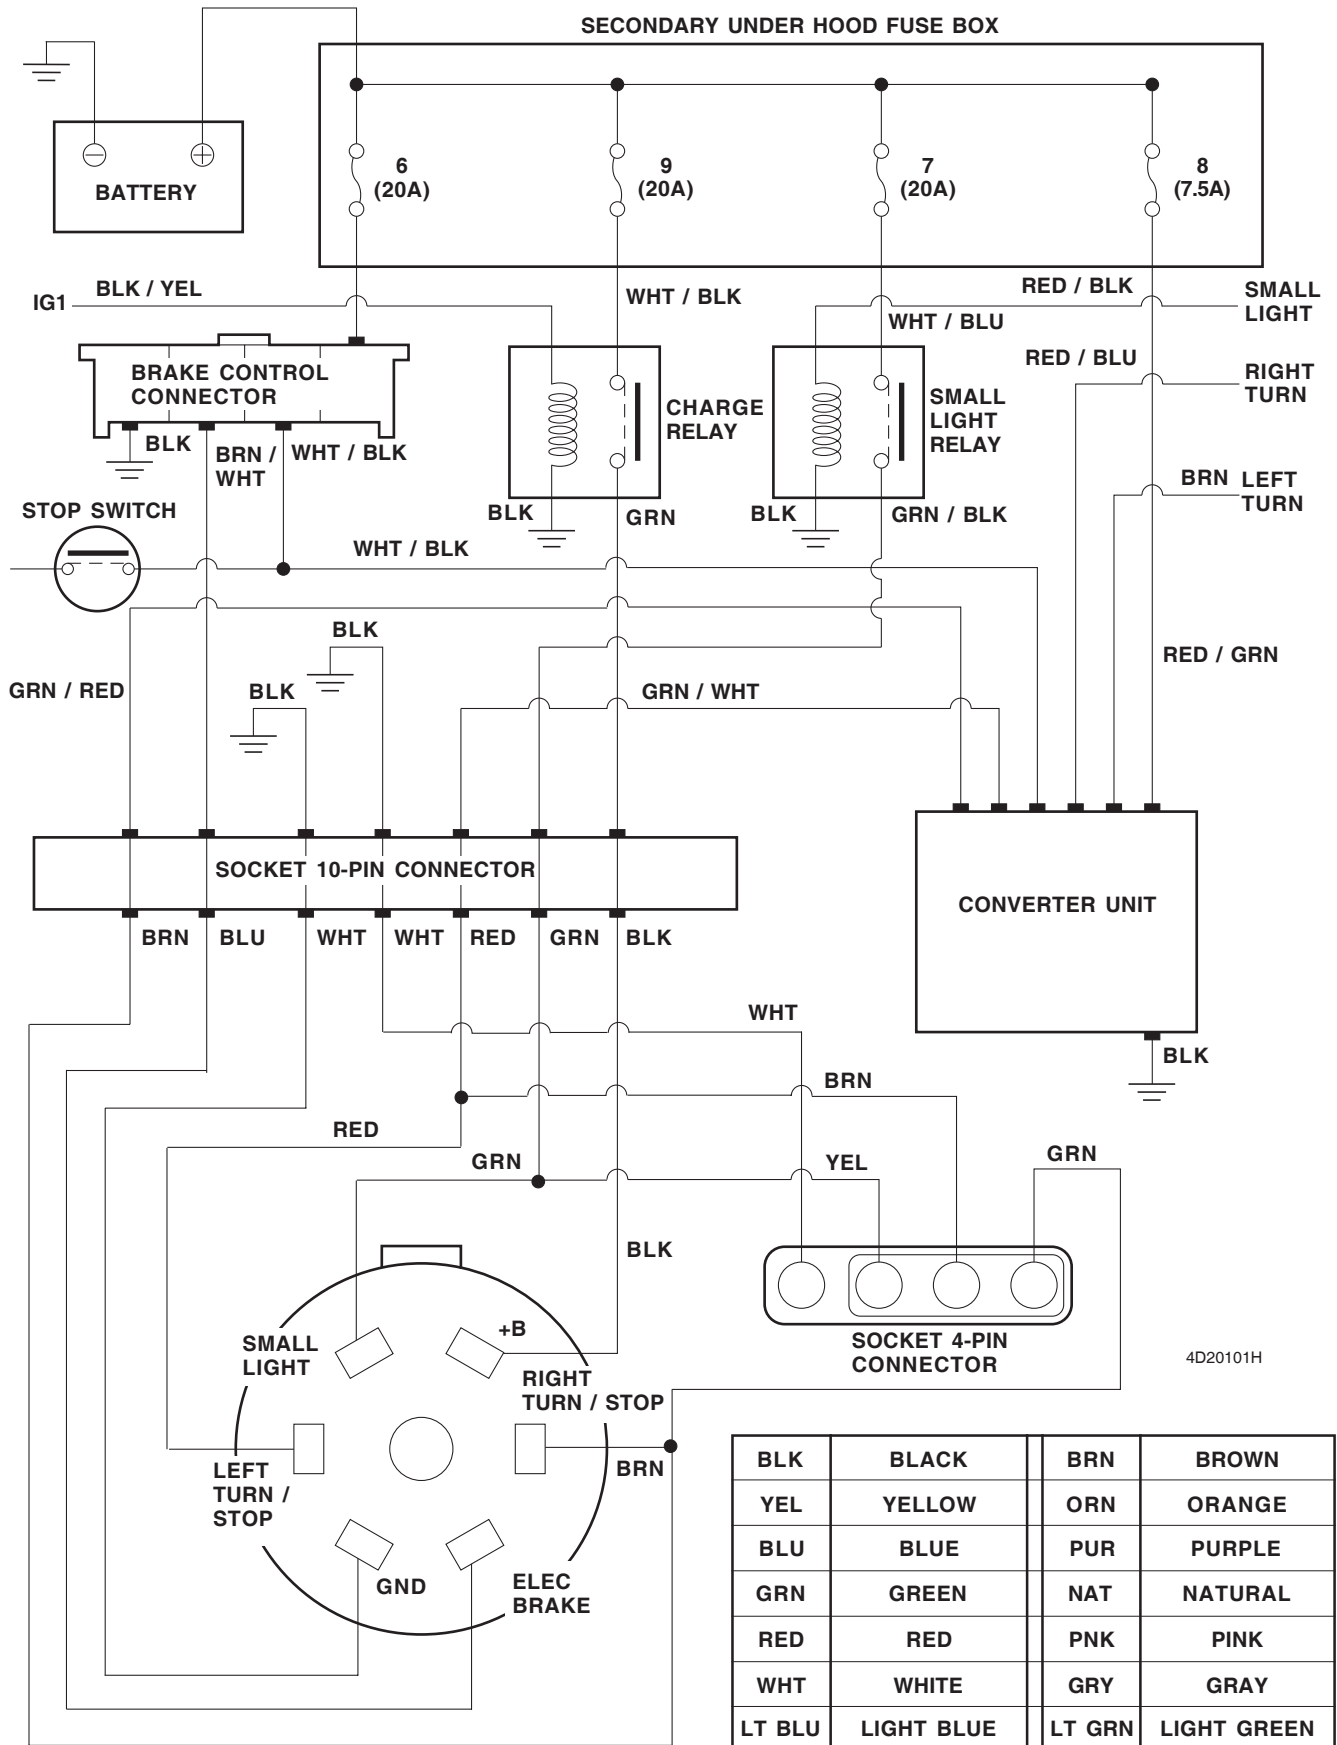 SECONDARY UNDER HOOD FUSE BOX
6
(20A)
9
(20A)
7
(20A)
8
(7.5A)
BATTERY
IG1
BLK / YEL
WHT / BLK
RED / BLK
SMALL
LIGHT
WHT / BLU
RED / BLU
RIGHT
TURN
BRAKE CONTROL
CONNECTOR
CHARGE
RELAY
SMALL
LIGHT
RELAY
BLK
BRN /
WHT
WHT / BLK
BRN
LEFT
TURN
STOP SWITCH
BLK
GRN
BLK
GRN / BLK
WHT / BLK
BLK
RED / GRN
GRN / RED
BLK
GRN / WHT
SOCKET 10-PIN CONNECTOR
CONVERTER UNIT
BRN
BLU
WHT
WHT
RED
GRN
BLK
WHT
BLK
BRN
RED
GRN
YEL
GRN
BLK
SMALL
LIGHT
+B
RIGHT
TURN / STOP
SOCKET 4-PIN
CONNECTOR
4D20101H
LEFT
TURN /
STOP
BRN
GND
ELEC
BRAKE
BLK BLACK BRN BROWN
YEL YELLOW ORN ORANGE
BLU BLUE PUR PURPLE
GRN GREEN NAT NATURAL
RED RED PNK PINK
WHT WHITE GRY GRAY
LT BLU LIGHT BLUE LT GRN LIGHT GREEN